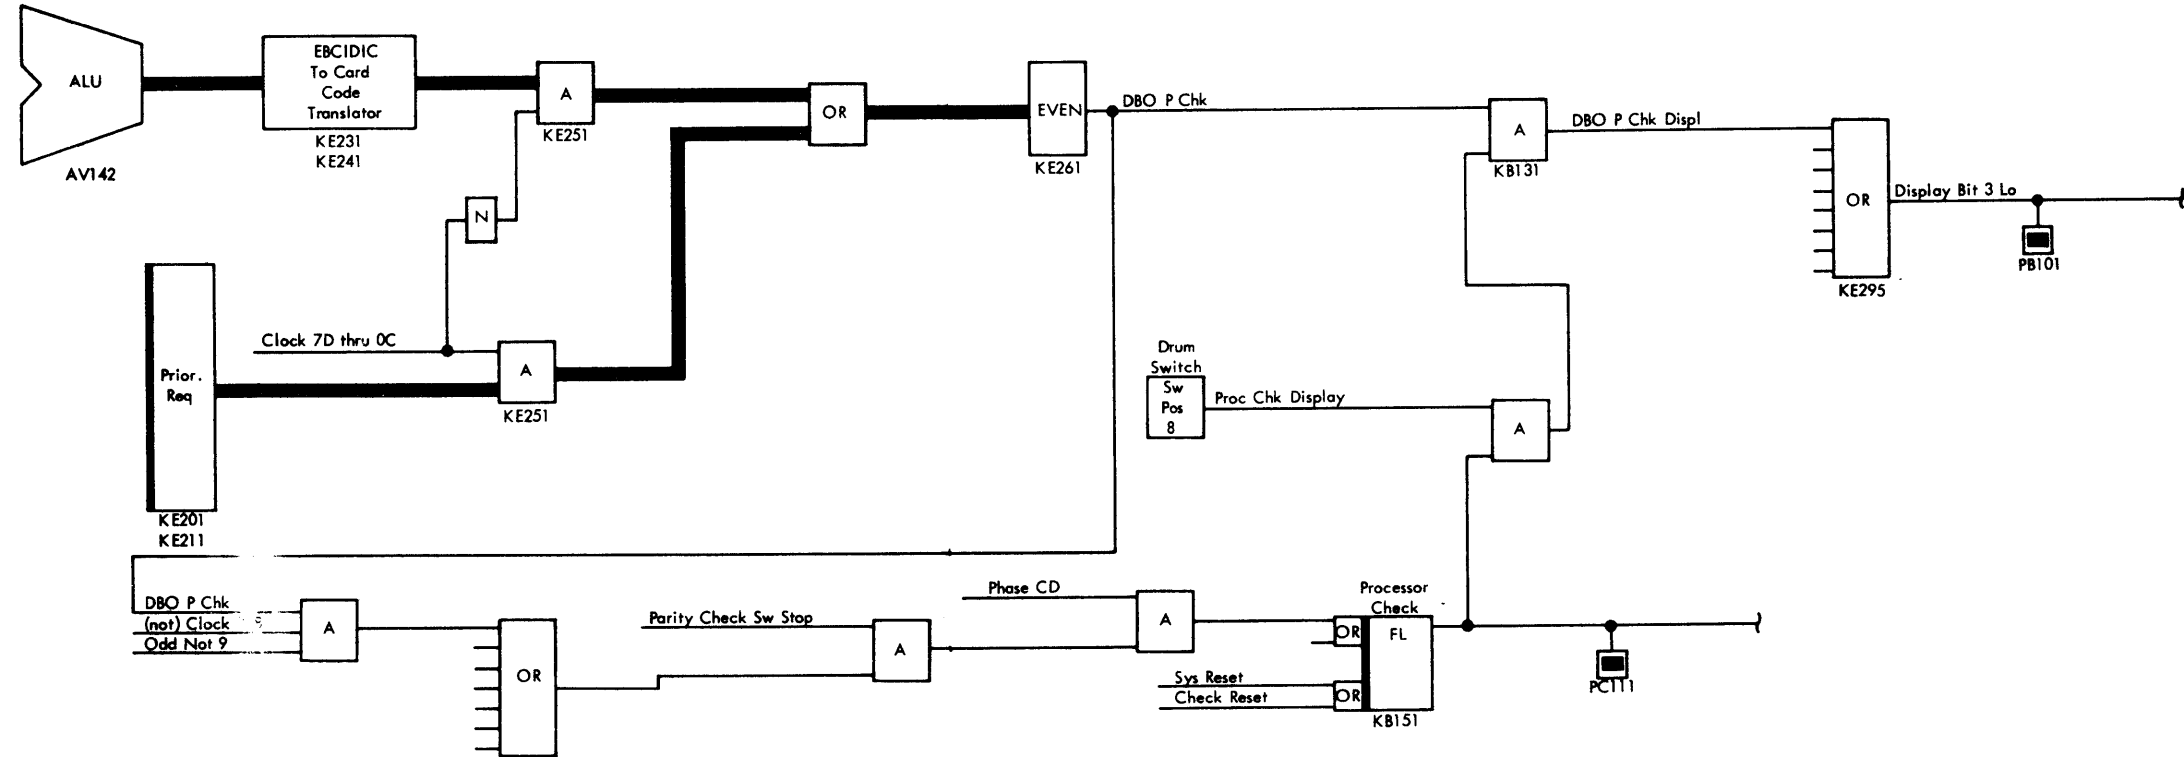 ALU
AV142
EBCIDIC
To Card
Code
Translator
KE231
KE241
A
KE251
OR
EVEN
KE261
DBO P Chk
A
KB131
DBO P Chk Displ
OR
KE295
Display Bit 3 Lo
PB101
N
Prior.
Req
KE201
KE211
Clock 7D thru 0C
A
KE251
Drum
Switch
Sw
Pos
8
Proc Chk Display
A
DBO P Chk
(not) Clock
Odd Not 9
A
OR
Parity Check Sw Stop
A
Phase CD
A
Sys Reset
Check Reset
Processor
Check
OR
FL
OR
KB151
PC111